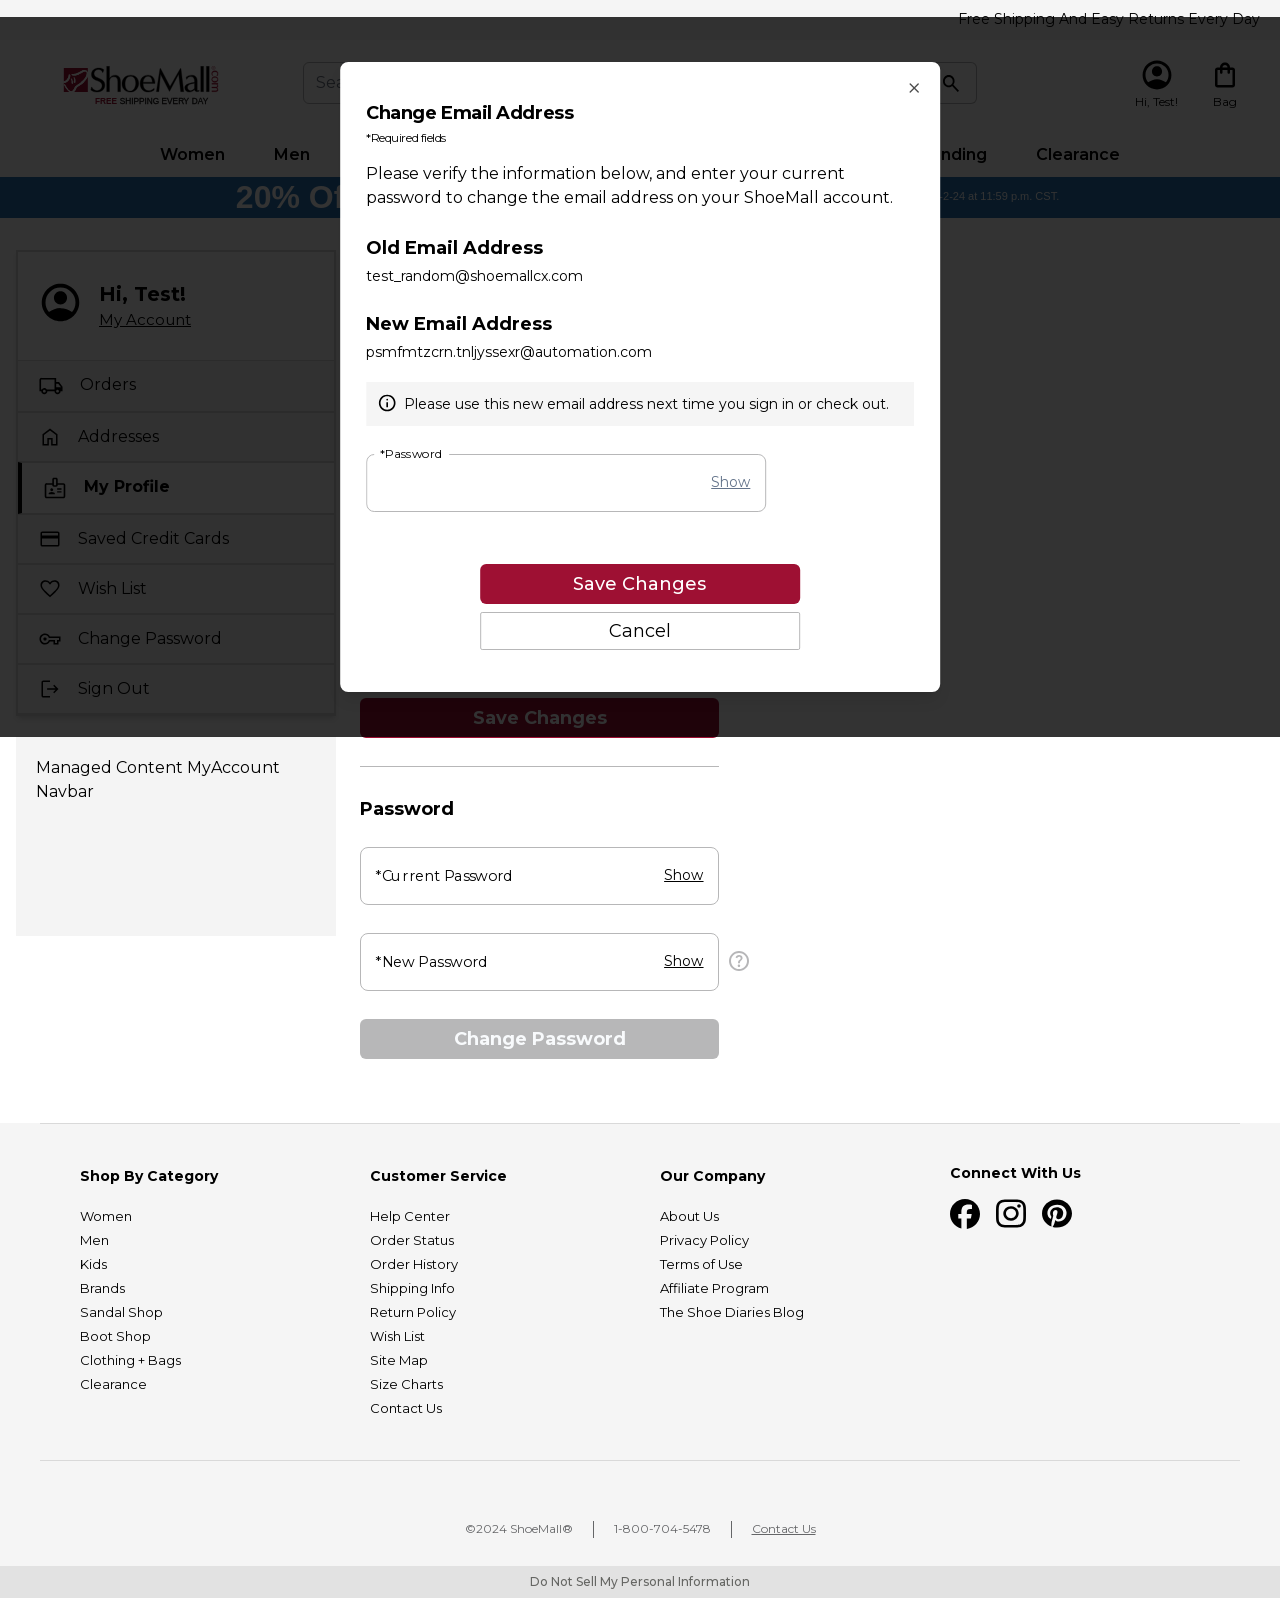 Free Shipping And Easy Returns Every Day
ShoeMall.com
FREE SHIPPING EVERY DAY
Hi, Test!
Bag
Women
Men
Clearance
20%
-2-24 at 11:59 p.m. CST.
Change Email Address
*Required fields
Please verify the information below, and enter your current
password to change the email address on your ShoeMall account.
Old Email Address
test_random@shoemallcx.com
New Email Address
psmfmtzcrn.tnljyssexr@automation.com
Please use this new email address next time you sign in or check out.
*Password
Show
Save Changes
Cancel
Hi, Test!
My Account
Orders
Addresses
My Profile
Saved Credit Cards
Wish List
Change Password
Sign Out
Managed Content MyAccount
Navbar
Save Changes
Password
*Current Password
Show
*New Password
Show
Change Password
Shop By Category
Women
Men
Kids
Brands
Sandal Shop
Boot Shop
Clothing + Bags
Clearance
Customer Service
Help Center
Order Status
Order History
Shipping Info
Return Policy
Wish List
Site Map
Size Charts
Contact Us
Our Company
About Us
Privacy Policy
Terms of Use
Affiliate Program
The Shoe Diaries Blog
Connect With Us
©2024 ShoeMall®
1-800-704-5478
Contact Us
Do Not Sell My Personal Information